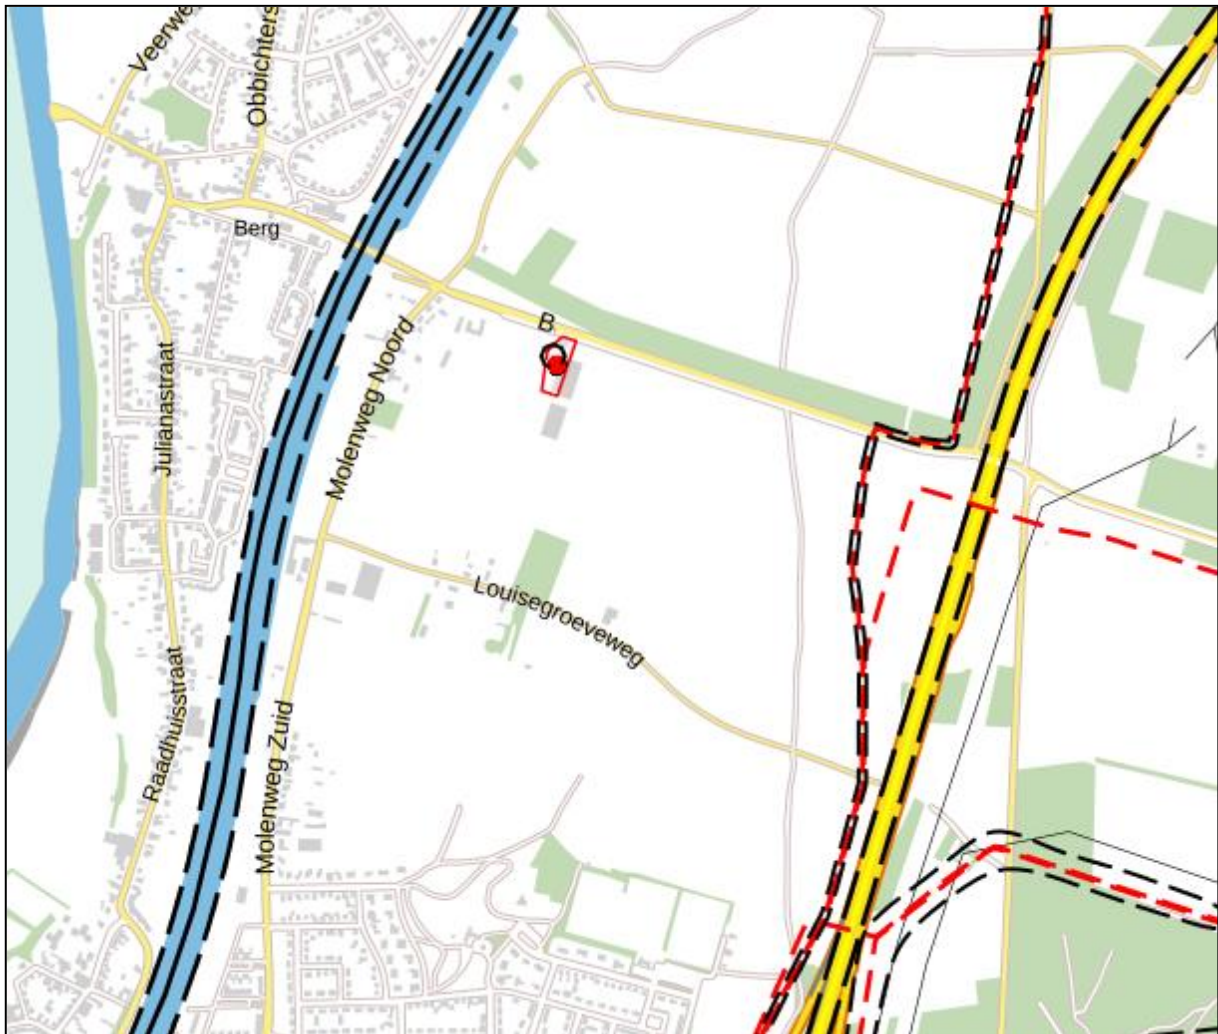 Veerwe
Obbichters
Berg
B
Molenweg Noord
Julianastraat
Louisegroeveweg
Raadhuisstraat
Molenweg Zuid